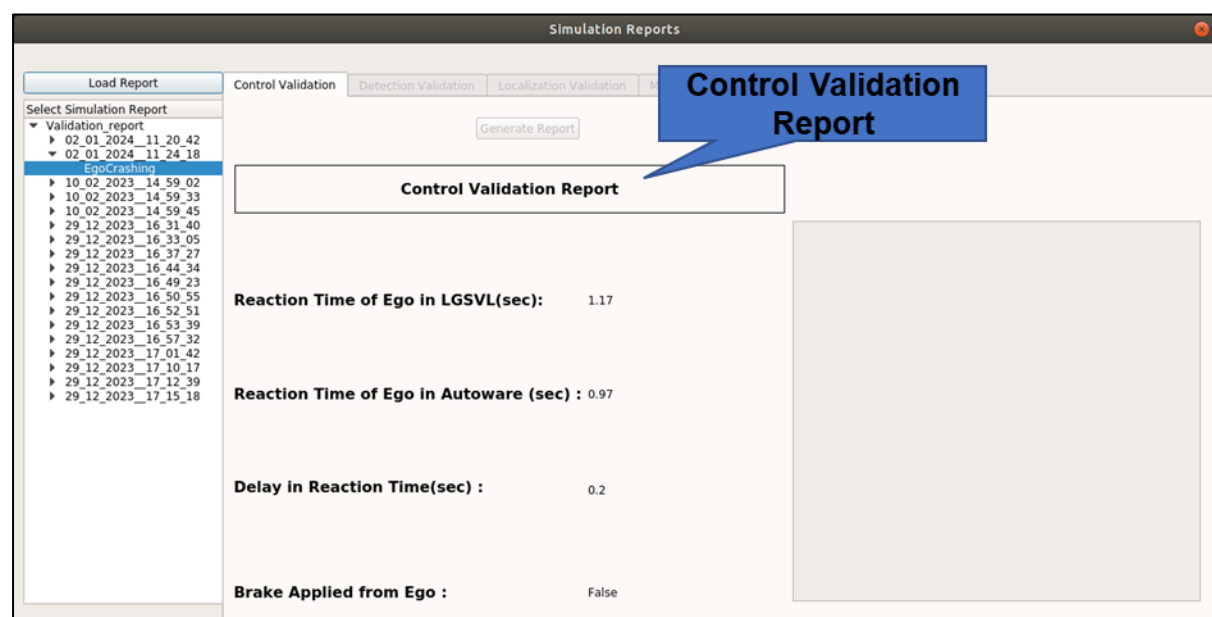 Simulation Reports
Load Report
Control Validation
Detection Validation
Localization Validation
Control Validation
Report
Select Simulation Report
Validation_report
02_01_2024__11_20_42
02_01_2024__11_24_18
EgoCrashing
10_02_2023__14_59_02
10_02_2023__14_59_33
10_02_2023__14_59_45
29_12_2023__16_31_40
29_12_2023__16_33_05
29_12_2023__16_37_27
29_12_2023__16_44_34
29_12_2023__16_49_23
29_12_2023__16_50_55
29_12_2023__16_52_51
29_12_2023__16_53_39
29_12_2023__16_57_32
29_12_2023__17_01_42
29_12_2023__17_10_17
29_12_2023__17_12_39
29_12_2023__17_15_18
Generate Report
Control Validation Report
Reaction Time of Ego in LGSVL(sec): 1.17
Reaction Time of Ego in Autoware (sec) : 0.97
Delay in Reaction Time(sec) : 0.2
Brake Applied from Ego : False